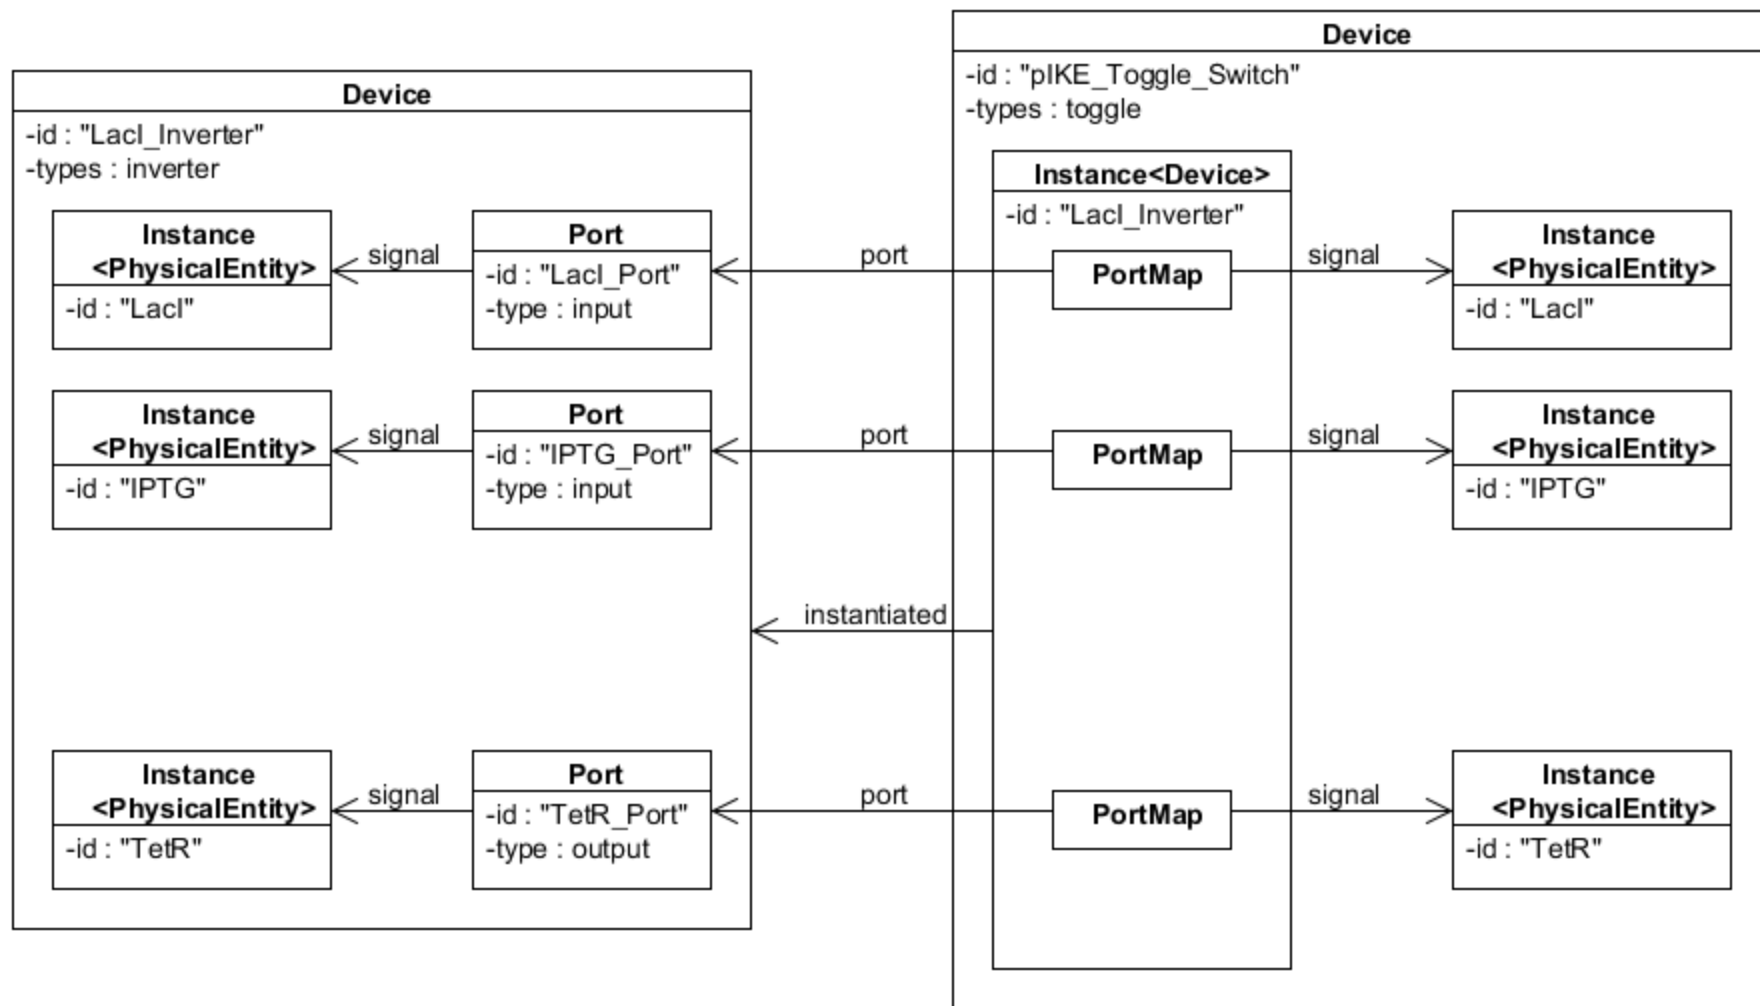 Device
-id : "pIKE_Toggle_Switch"
-types : toggle
Device
-id : "LacI_Inverter"
-types : inverter
Instance<Device>
-id : "LacI_Inverter"
Instance
<PhysicalEntity>
-id : "LacI"
signal
Port
-id : "LacI_Port"
-type : input
port
PortMap
signal
Instance
<PhysicalEntity>
-id : "LacI"
Instance
<PhysicalEntity>
-id : "IPTG"
signal
Port
-id : "IPTG_Port"
-type : input
port
PortMap
signal
Instance
<PhysicalEntity>
-id : "IPTG"
instantiated
Instance
<PhysicalEntity>
-id : "TetR"
signal
Port
-id : "TetR_Port"
-type : output
port
PortMap
signal
Instance
<PhysicalEntity>
-id : "TetR"